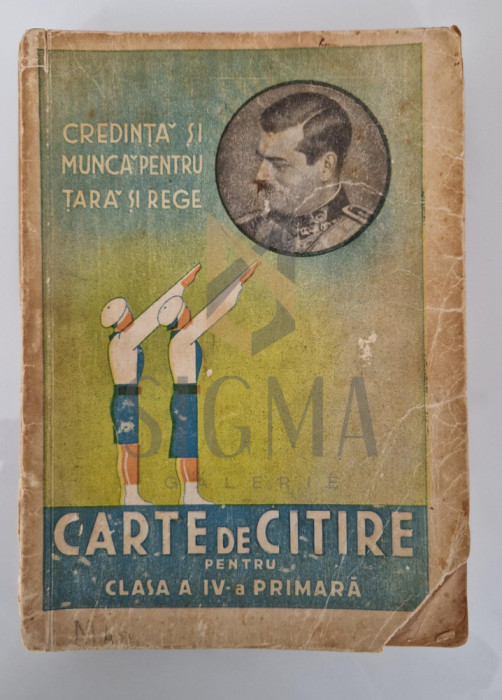 CREDINȚĂ ȘI
MUNCĂ PENTRU
ȚARĂ ȘI REGE
SIGMA
GALERIE
CARTE DE CITIRE
PENTRU
CLASA A IV-a PRIMARĂ